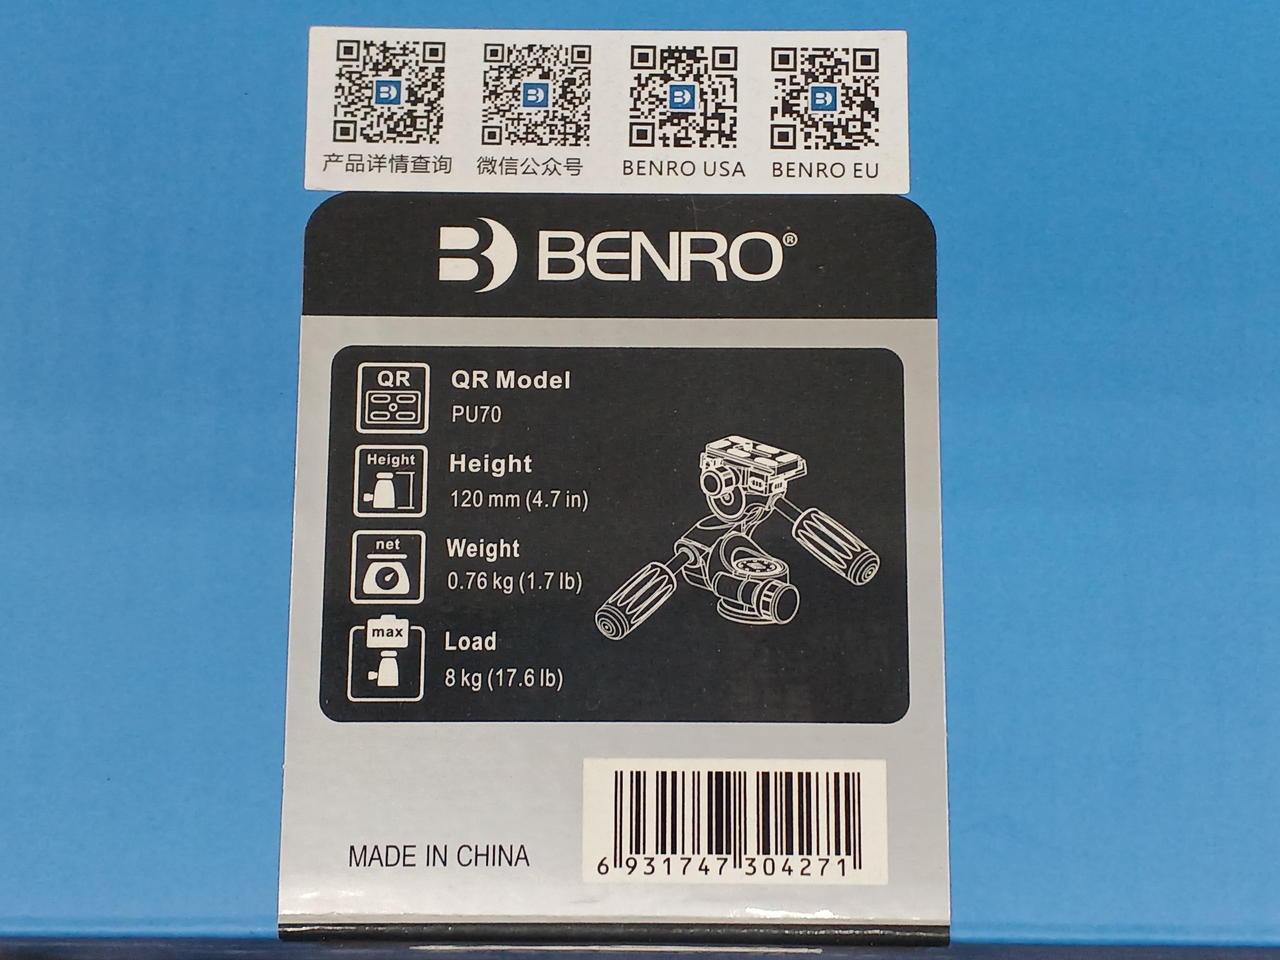 产品详情查询 微信公众号 BENRO USA BENRO EU
B BENRO®
QR
QR Model
PU70
Height
Height
120 mm (4.7 in)
net
Weight
0.76 kg (1.7 lb)
max
Load
8 kg (17.6 lb)
MADE IN CHINA
6 931747 304271